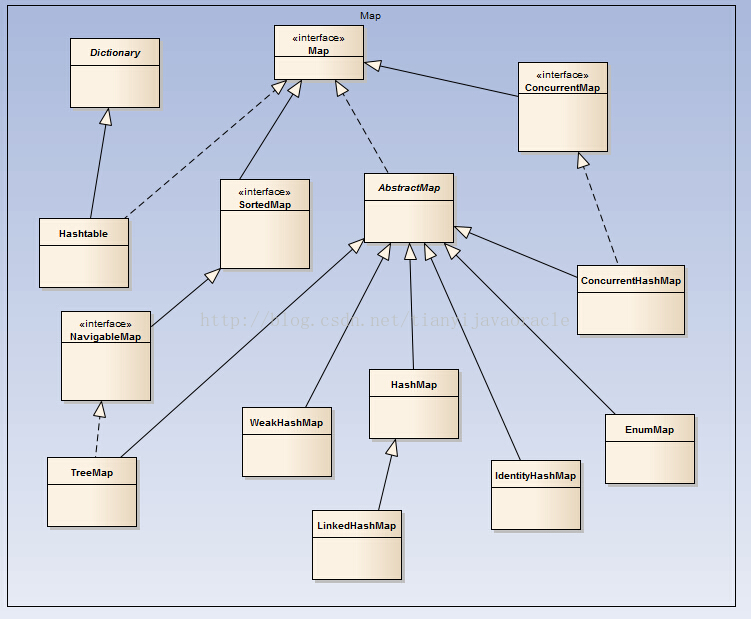 Map
«interface»
Map
Dictionary
«interface»
ConcurrentMap
«interface»
SortedMap
AbstractMap
Hashtable
ConcurrentHashMap
«interface»
NavigableMap
http://blog.csdn.net/tianyijavaoracle
HashMap
WeakHashMap
EnumMap
TreeMap
IdentityHashMap
LinkedHashMap